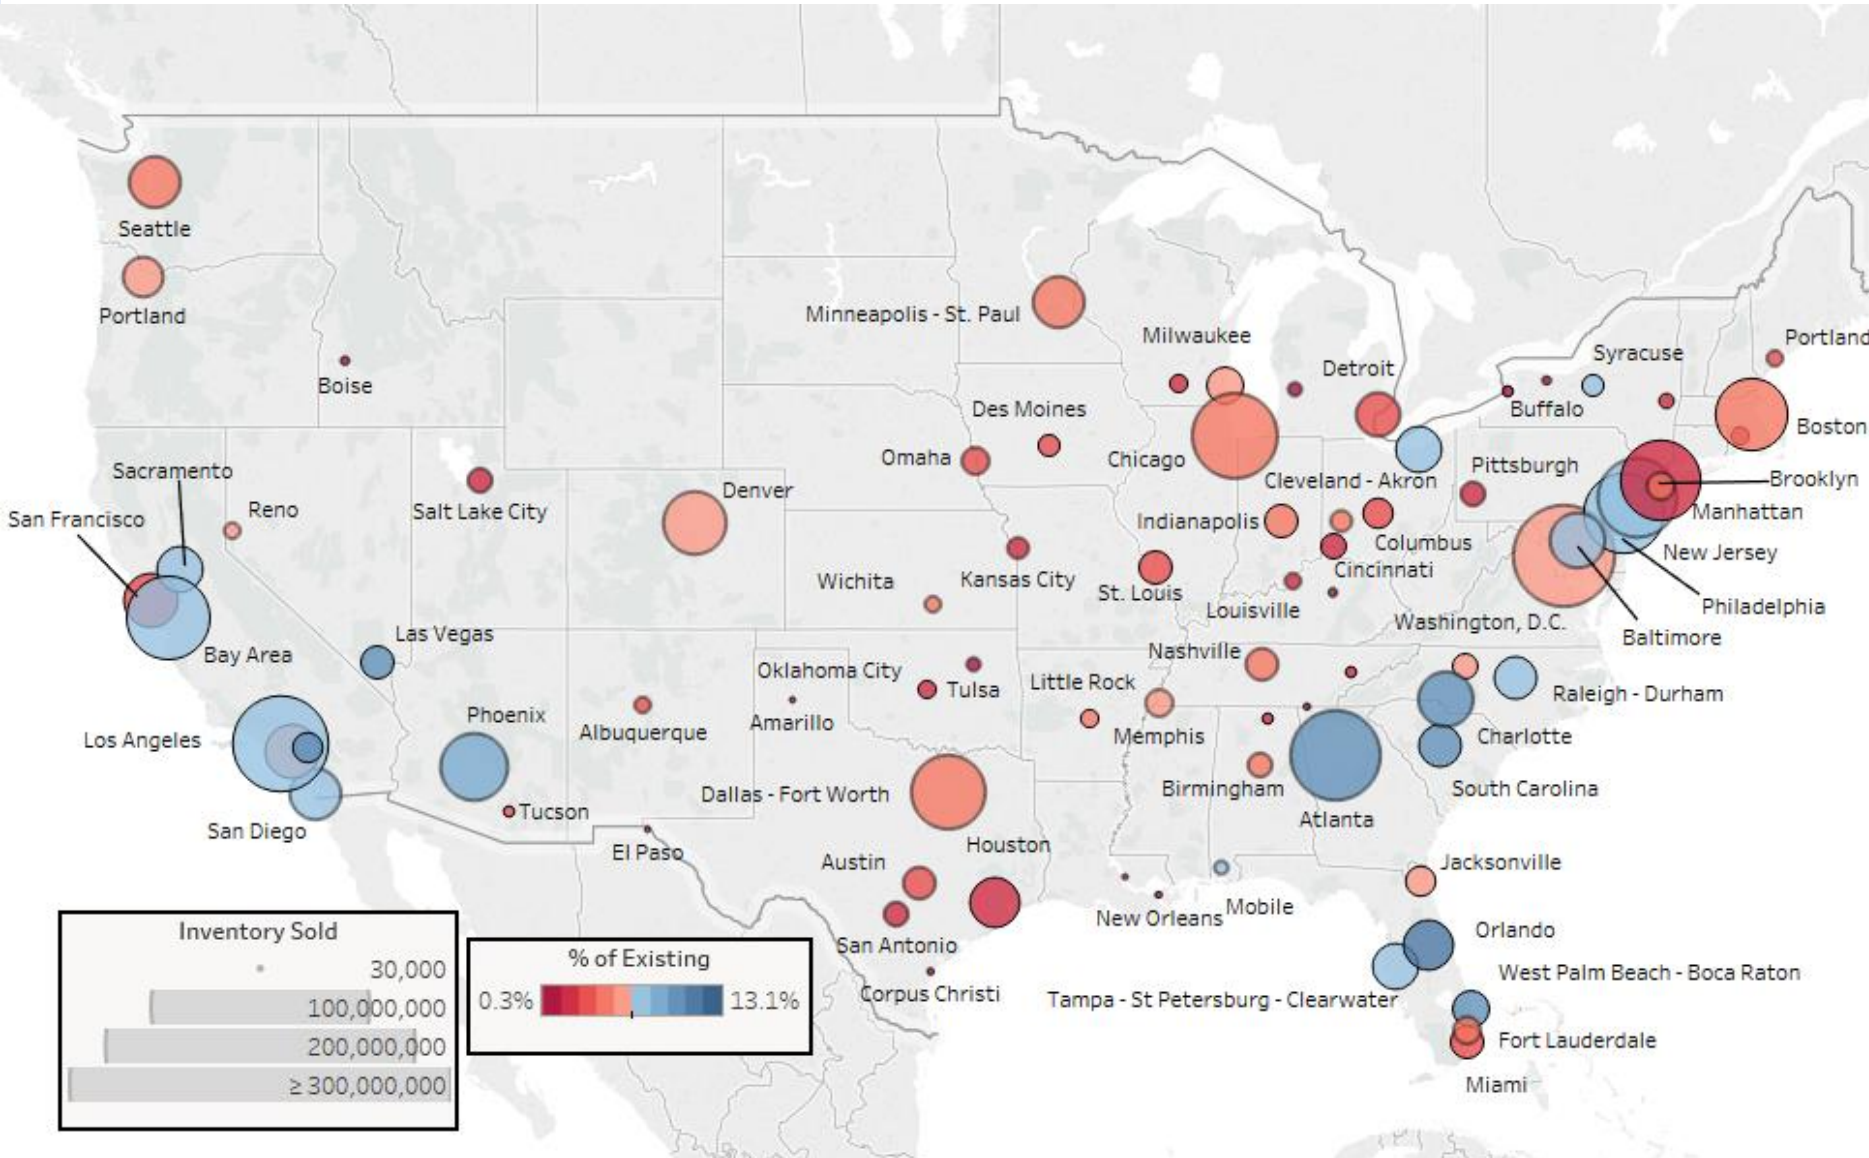 Seattle
Portland
Boise
Minneapolis - St. Paul
Milwaukee
Detroit
Syracuse
Portland
Buffalo
Boston
Des Moines
Omaha
Chicago
Cleveland - Akron
Pittsburgh
Brooklyn
Manhattan
New Jersey
Philadelphia
Baltimore
Washington, D.C.
Sacramento
San Francisco
Reno
Salt Lake City
Denver
Indianapolis
Columbus
Cincinnati
Kansas City
St. Louis
Louisville
Wichita
Bay Area
Las Vegas
Oklahoma City
Tulsa
Little Rock
Nashville
Raleigh - Durham
Los Angeles
Phoenix
Albuquerque
Amarillo
Memphis
Charlotte
South Carolina
Birmingham
Atlanta
San Diego
Tucson
El Paso
Dallas - Fort Worth
Houston
Austin
San Antonio
Corpus Christi
New Orleans
Mobile
Jacksonville
Orlando
West Palm Beach - Boca Raton
Tampa - St Petersburg - Clearwater
Fort Lauderdale
Miami
Inventory Sold
30,000
100,000,000
200,000,000
≥ 300,000,000
% of Existing
0.3% 13.1%